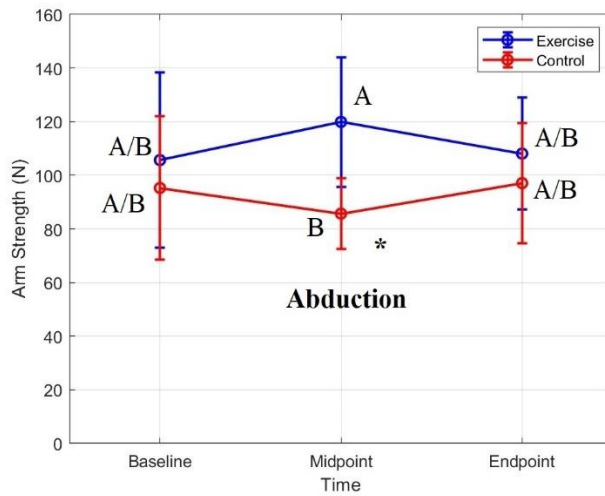 160
140
120
100
80
60
40
20
0
Arm Strength (N)
Exercise
Control
A/B
A/B
A
B
*
A/B
A/B
Abduction
Baseline
Midpoint
Endpoint
Time